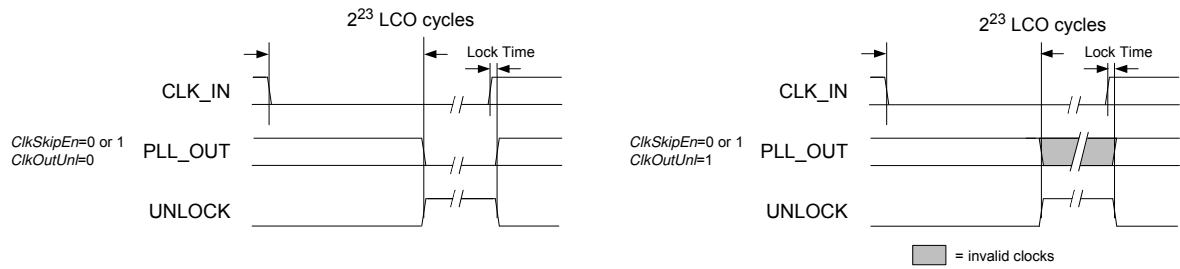 2²³ LCO cycles
Lock Time
CLK_IN
ClkSkipEn=0 or 1
ClkOutUnl=0
PLL_OUT
UNLOCK
2²³ LCO cycles
Lock Time
CLK_IN
ClkSkipEn=0 or 1
ClkOutUnl=1
PLL_OUT
UNLOCK
= invalid clocks